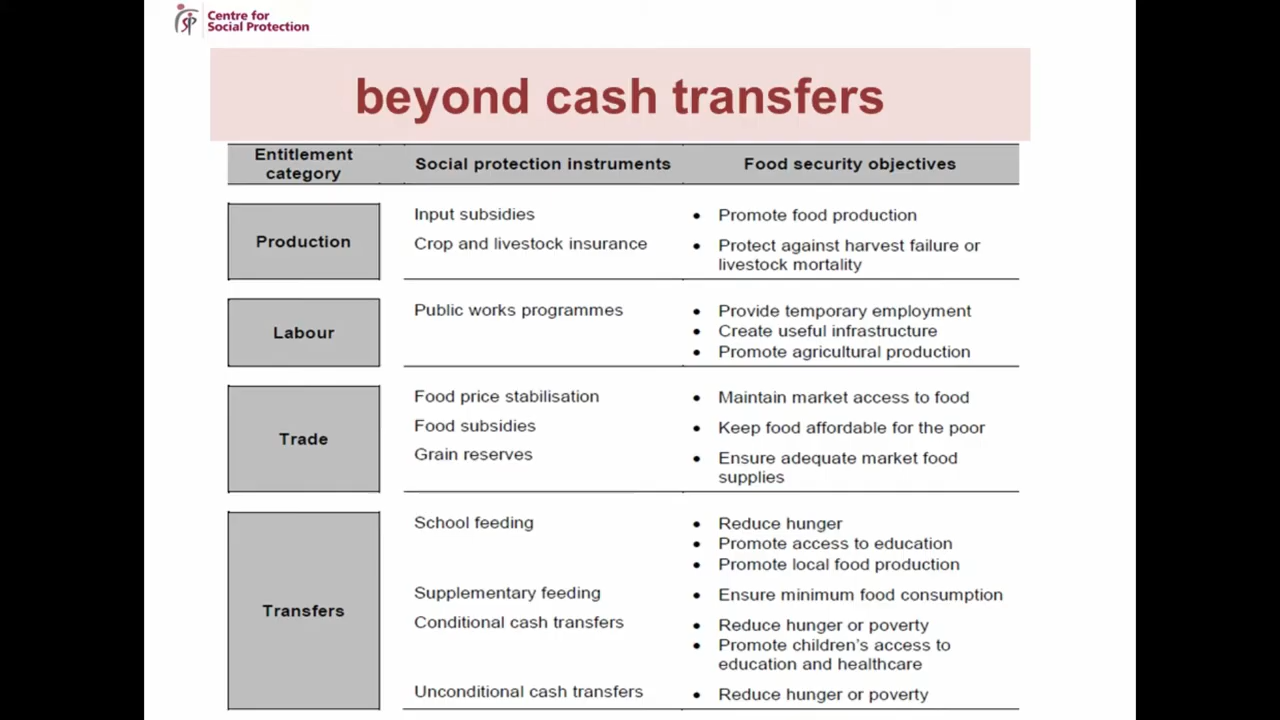 Centre for
Social Protection
beyond cash transfers
Entitlement category
Social protection instruments
Food security objectives
Production
Input subsidies
• Promote food production
Crop and livestock insurance
• Protect against harvest failure or
livestock mortality
Labour
Public works programmes
• Provide temporary employment
• Create useful infrastructure
• Promote agricultural production
Trade
Food price stabilisation
• Maintain market access to food
Food subsidies
• Keep food affordable for the poor
Grain reserves
• Ensure adequate market food
supplies
Transfers
School feeding
• Reduce hunger
• Promote access to education
• Promote local food production
Supplementary feeding
• Ensure minimum food consumption
Conditional cash transfers
• Reduce hunger or poverty
• Promote children's access to
education and healthcare
Unconditional cash transfers
• Reduce hunger or poverty